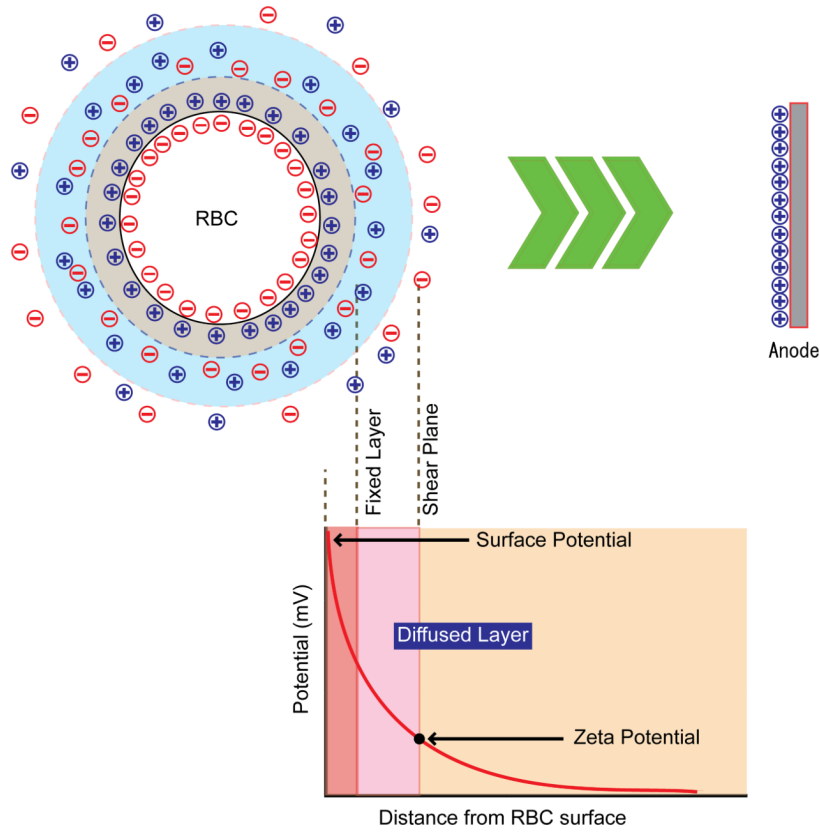 RBC
Anode
Fixed Layer
Shear Plane
Surface Potential
Potential (mV)
Diffused Layer
Zeta Potential
Distance from RBC surface